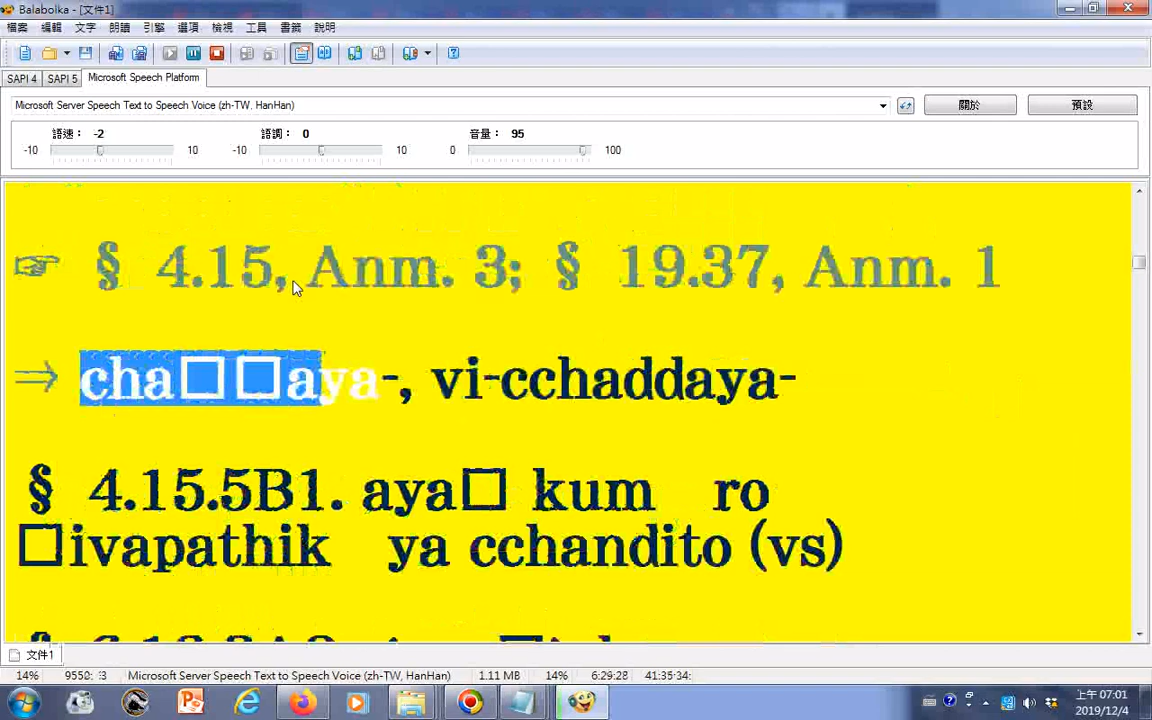 Balabolka - [文件1]
檔案 編輯 文字 朗讀 引擎 選項 檢視 工具 書籤 說明
SAPI 4 SAPI 5 Microsoft Speech Platform
Microsoft Server Speech Text to Speech Voice (zh-TW, HanHan) 關於 預設
語速： -2 語調： 0 音量： 95
-10 10 -10 10 0 100
☞ § 4.15, Anm. 3; § 19.37, Anm. 1
⇒ cha□□aya-, vi-cchaddaya-
§ 4.15.5B1. aya□ kum ro
□ivapathik ya cchandito (vs)
文件1
14% Microsoft Server Speech Text to Speech Voice (zh-TW, HanHan) 1.11 MB 14% 6:29:28 41:35:34:
上午 07:01
2019/12/4